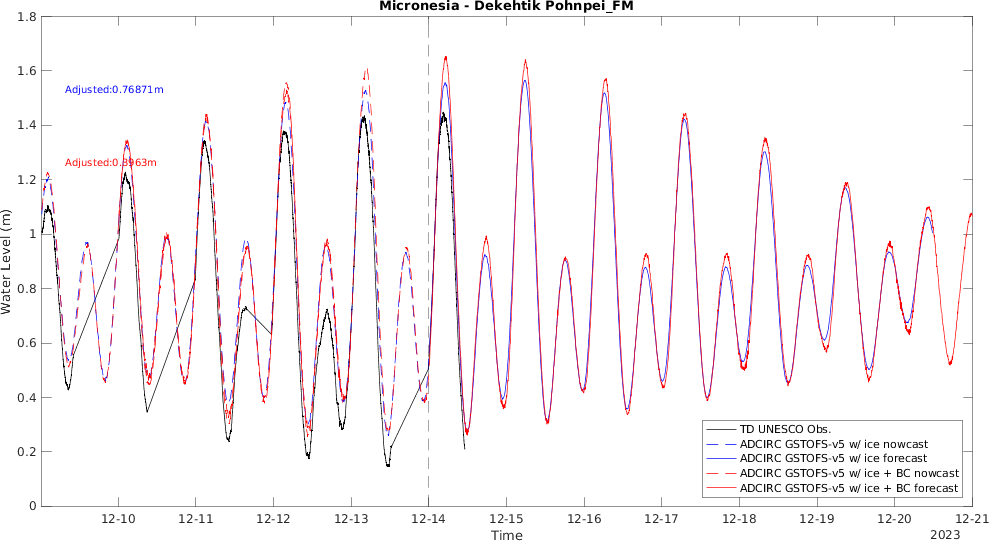 Micronesia - Dekehtik Pohnpei_FM
1.8
1.6
1.4
1.2
1
0.8
0.6
0.4
0.2
0
Water Level (m)
Adjusted:0.76871m
Adjusted:0.8963m
TD UNESCO Obs.
ADCIRC GSTOFS-v5 w/ ice nowcast
ADCIRC GSTOFS-v5 w/ ice forecast
ADCIRC GSTOFS-v5 w/ ice + BC nowcast
ADCIRC GSTOFS-v5 w/ ice + BC forecast
12-10 12-11 12-12 12-13 12-14 12-15 12-16 12-17 12-18 12-19 12-20 12-21
Time
2023